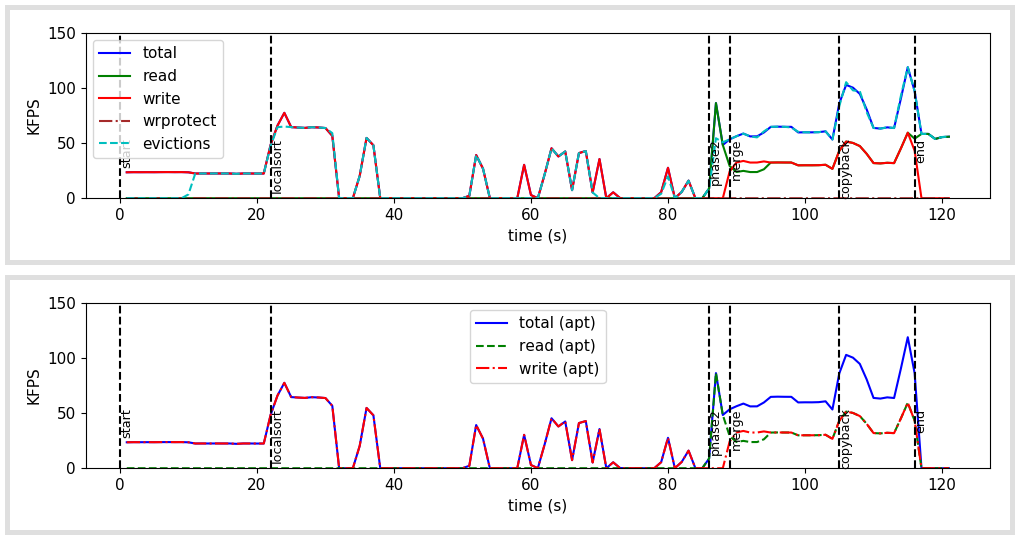 150
100
50
0
KFPS
total
read
write
wrprotect
evictions
start
localsort
phase2
merge
copyback
end
0
20
40
60
80
100
120
time (s)
150
100
50
0
KFPS
total (apt)
read (apt)
write (apt)
start
localsort
phase2
merge
copyback
end
0
20
40
60
80
100
120
time (s)